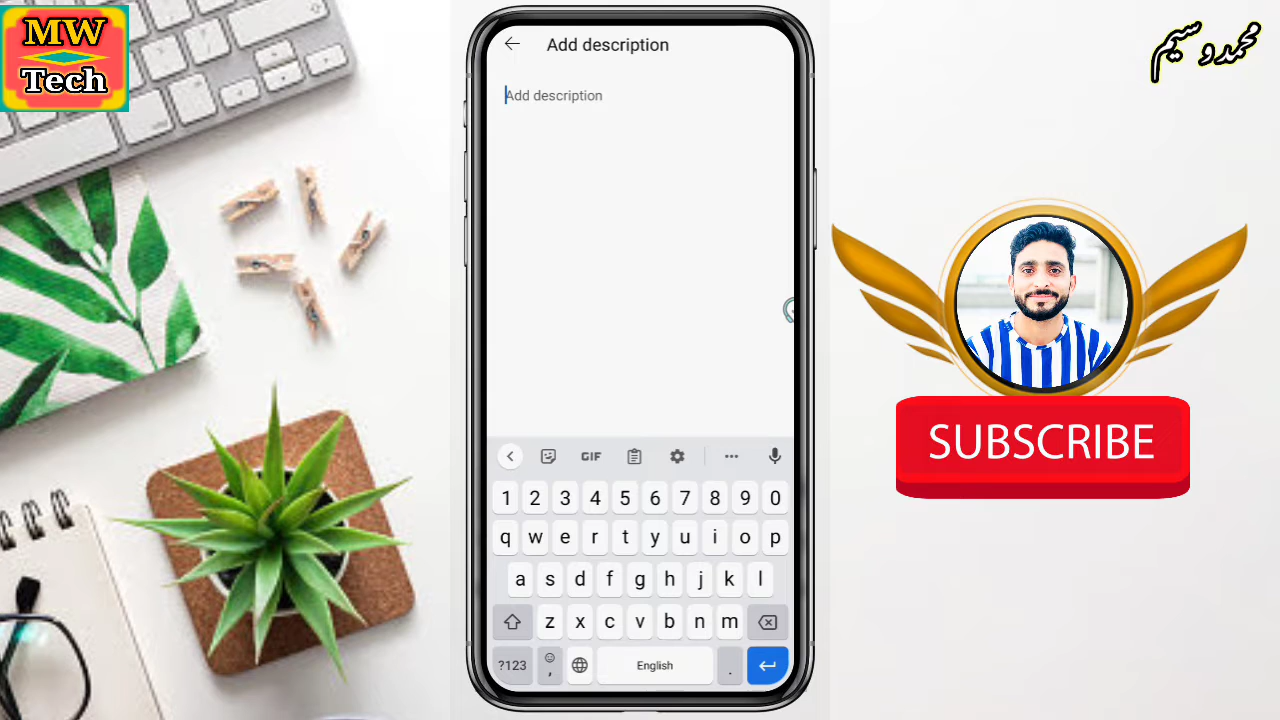 MW
Tech
محمد وسیم
Add description
Add description
GIF
1 2 3 4 5 6 7 8 9 0
q w e r t y u i o p
a s d f g h j k l
z x c v b n m
?123 , English .
SUBSCRIBE